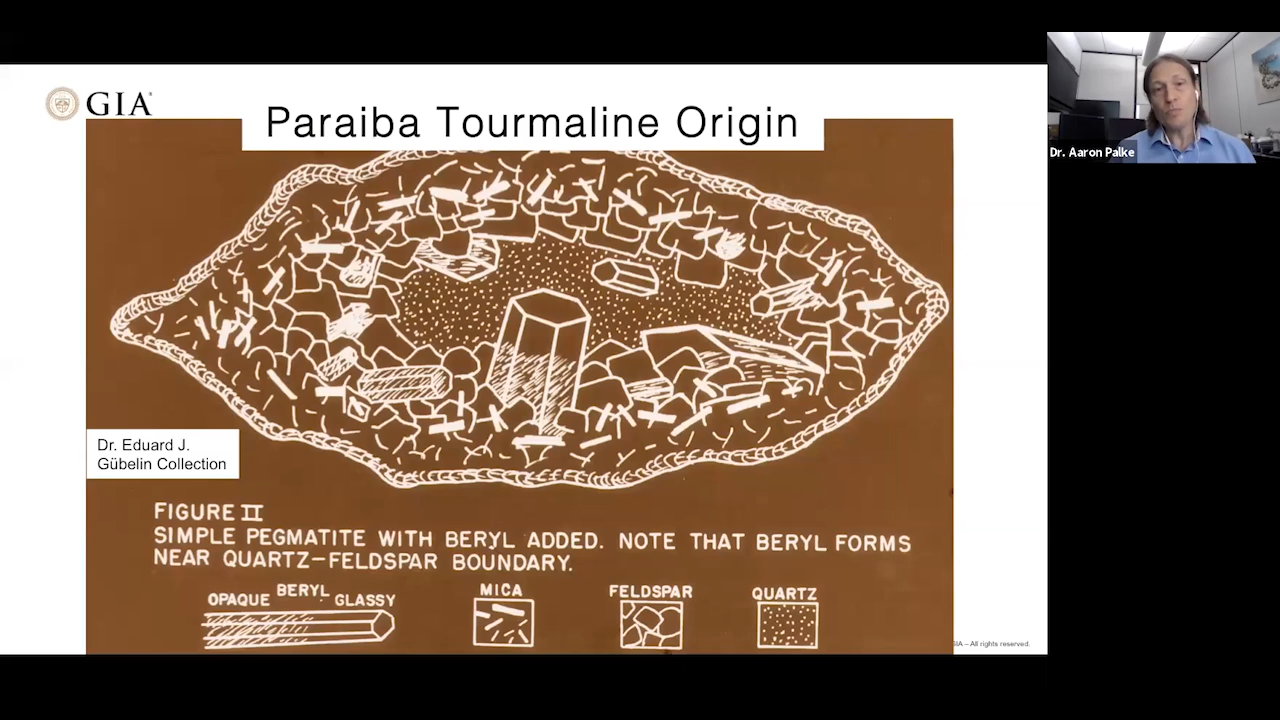 GIA
Paraiba Tourmaline Origin
Dr. Aaron Palke
Dr. Eduard J.
Gübelin Collection
FIGURE II
SIMPLE PEGMATITE WITH BERYL ADDED. NOTE THAT BERYL FORMS
NEAR QUARTZ-FELDSPAR BOUNDARY.
OPAQUE BERYL GLASSY
MICA
FELDSPAR
QUARTZ
GIA – All rights reserved.